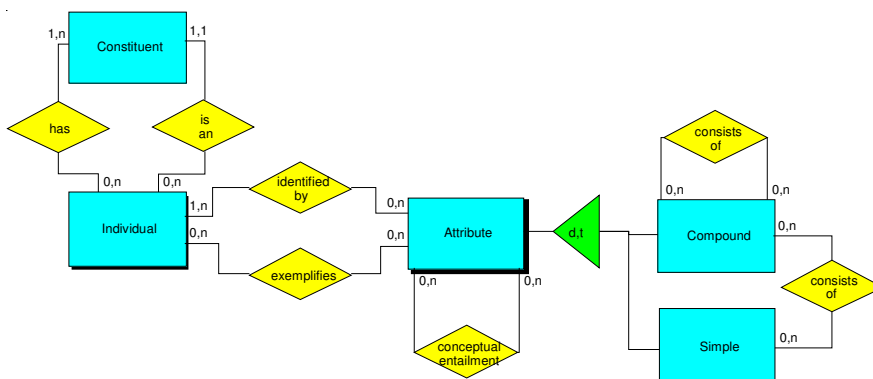 Constituent
1,n
1,1
has
is
an
0,n
0,n
Individual
1,n
0,n
identified
by
exemplifies
0,n
0,n
Attribute
0,n
0,n
conceptual
entailment
d,t
consists
of
0,n
0,n
Compound
0,n
consists
of
Simple
0,n